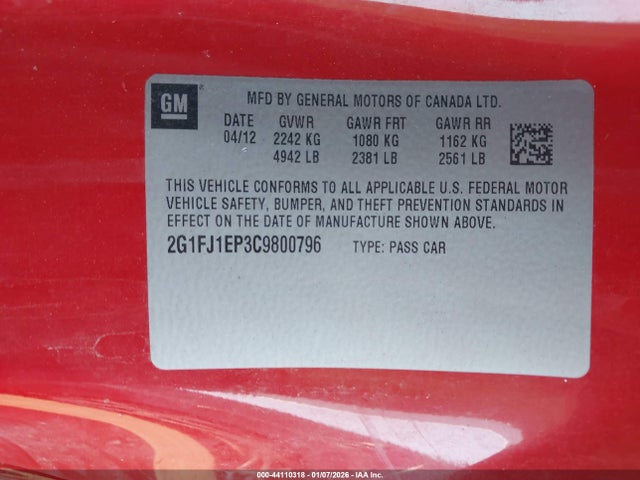 GM
MFD BY GENERAL MOTORS OF CANADA LTD.
DATE GVWR GAWR FRT GAWR RR
04/12 2242 KG 1080 KG 1162 KG
4942 LB 2381 LB 2561 LB
THIS VEHICLE CONFORMS TO ALL APPLICABLE U.S. FEDERAL MOTOR
VEHICLE SAFETY, BUMPER, AND THEFT PREVENTION STANDARDS IN
EFFECT ON THE DATE OF MANUFACTURE SHOWN ABOVE.
2G1FJ1EP3C9800796 TYPE: PASS CAR
000-44110318 - 01/07/2026 - IAA Inc.